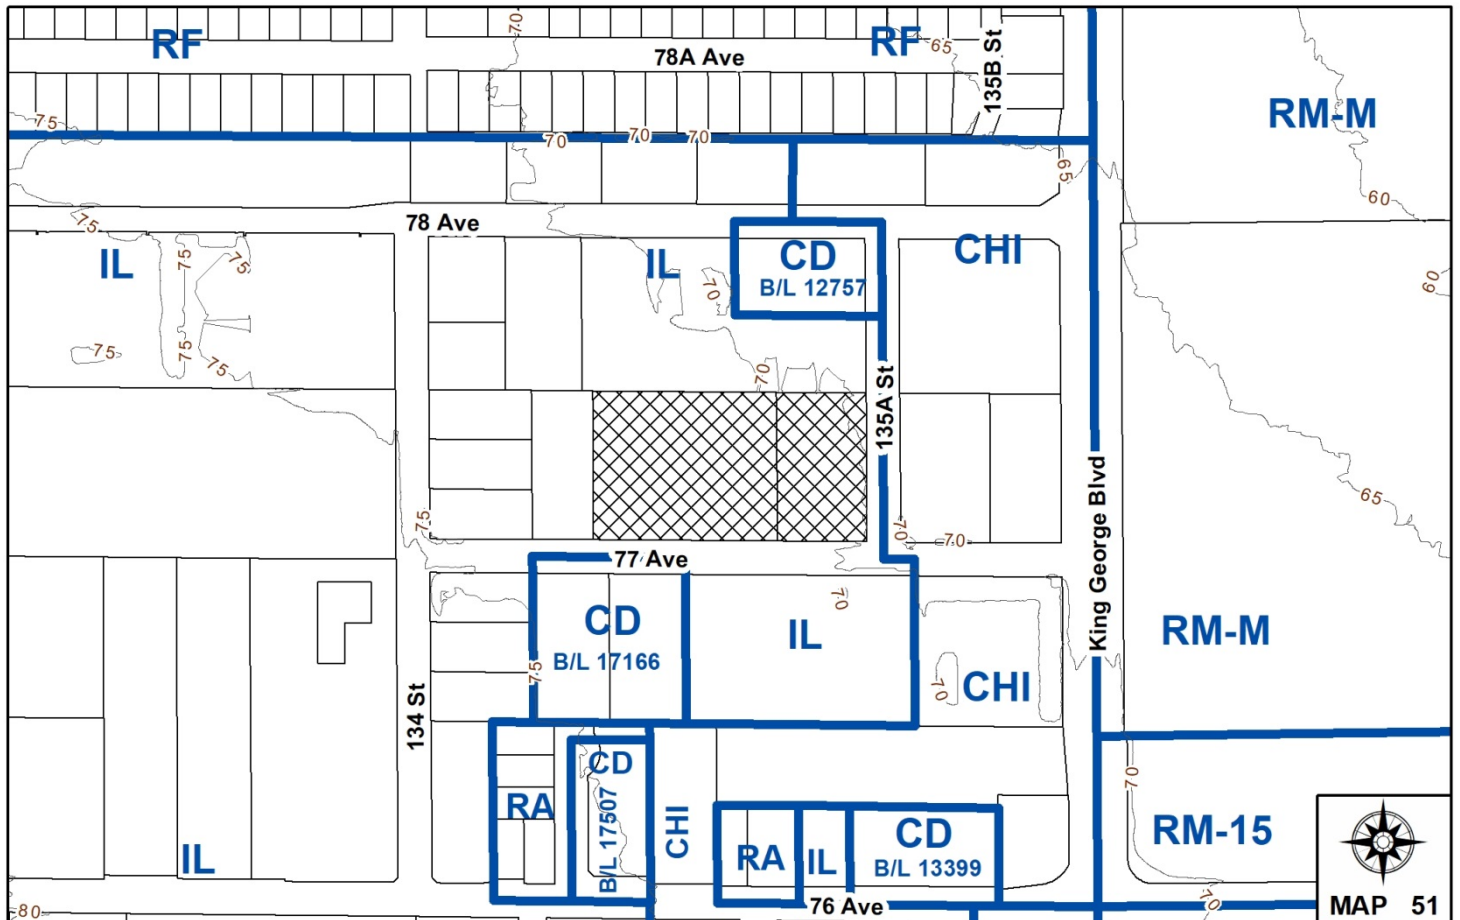 70
RF
RF
65
78A Ave
135B St
RM-M
75
70
70
70
65
60
75
78 Ave
IL
75
75
IL
CD
CHI
B/L 12757
70
60
75
75
75
70
135A St
65
75
70
70
King George Blvd
77 Ave
70
CD
IL
RM-M
B/L 17166
75
70
CHI
134 St
CD
70
RA
B/L 17507
CHI
CD
RM-15
IL
RA
IL
B/L 13399
70
80
76 Ave
MAP 51